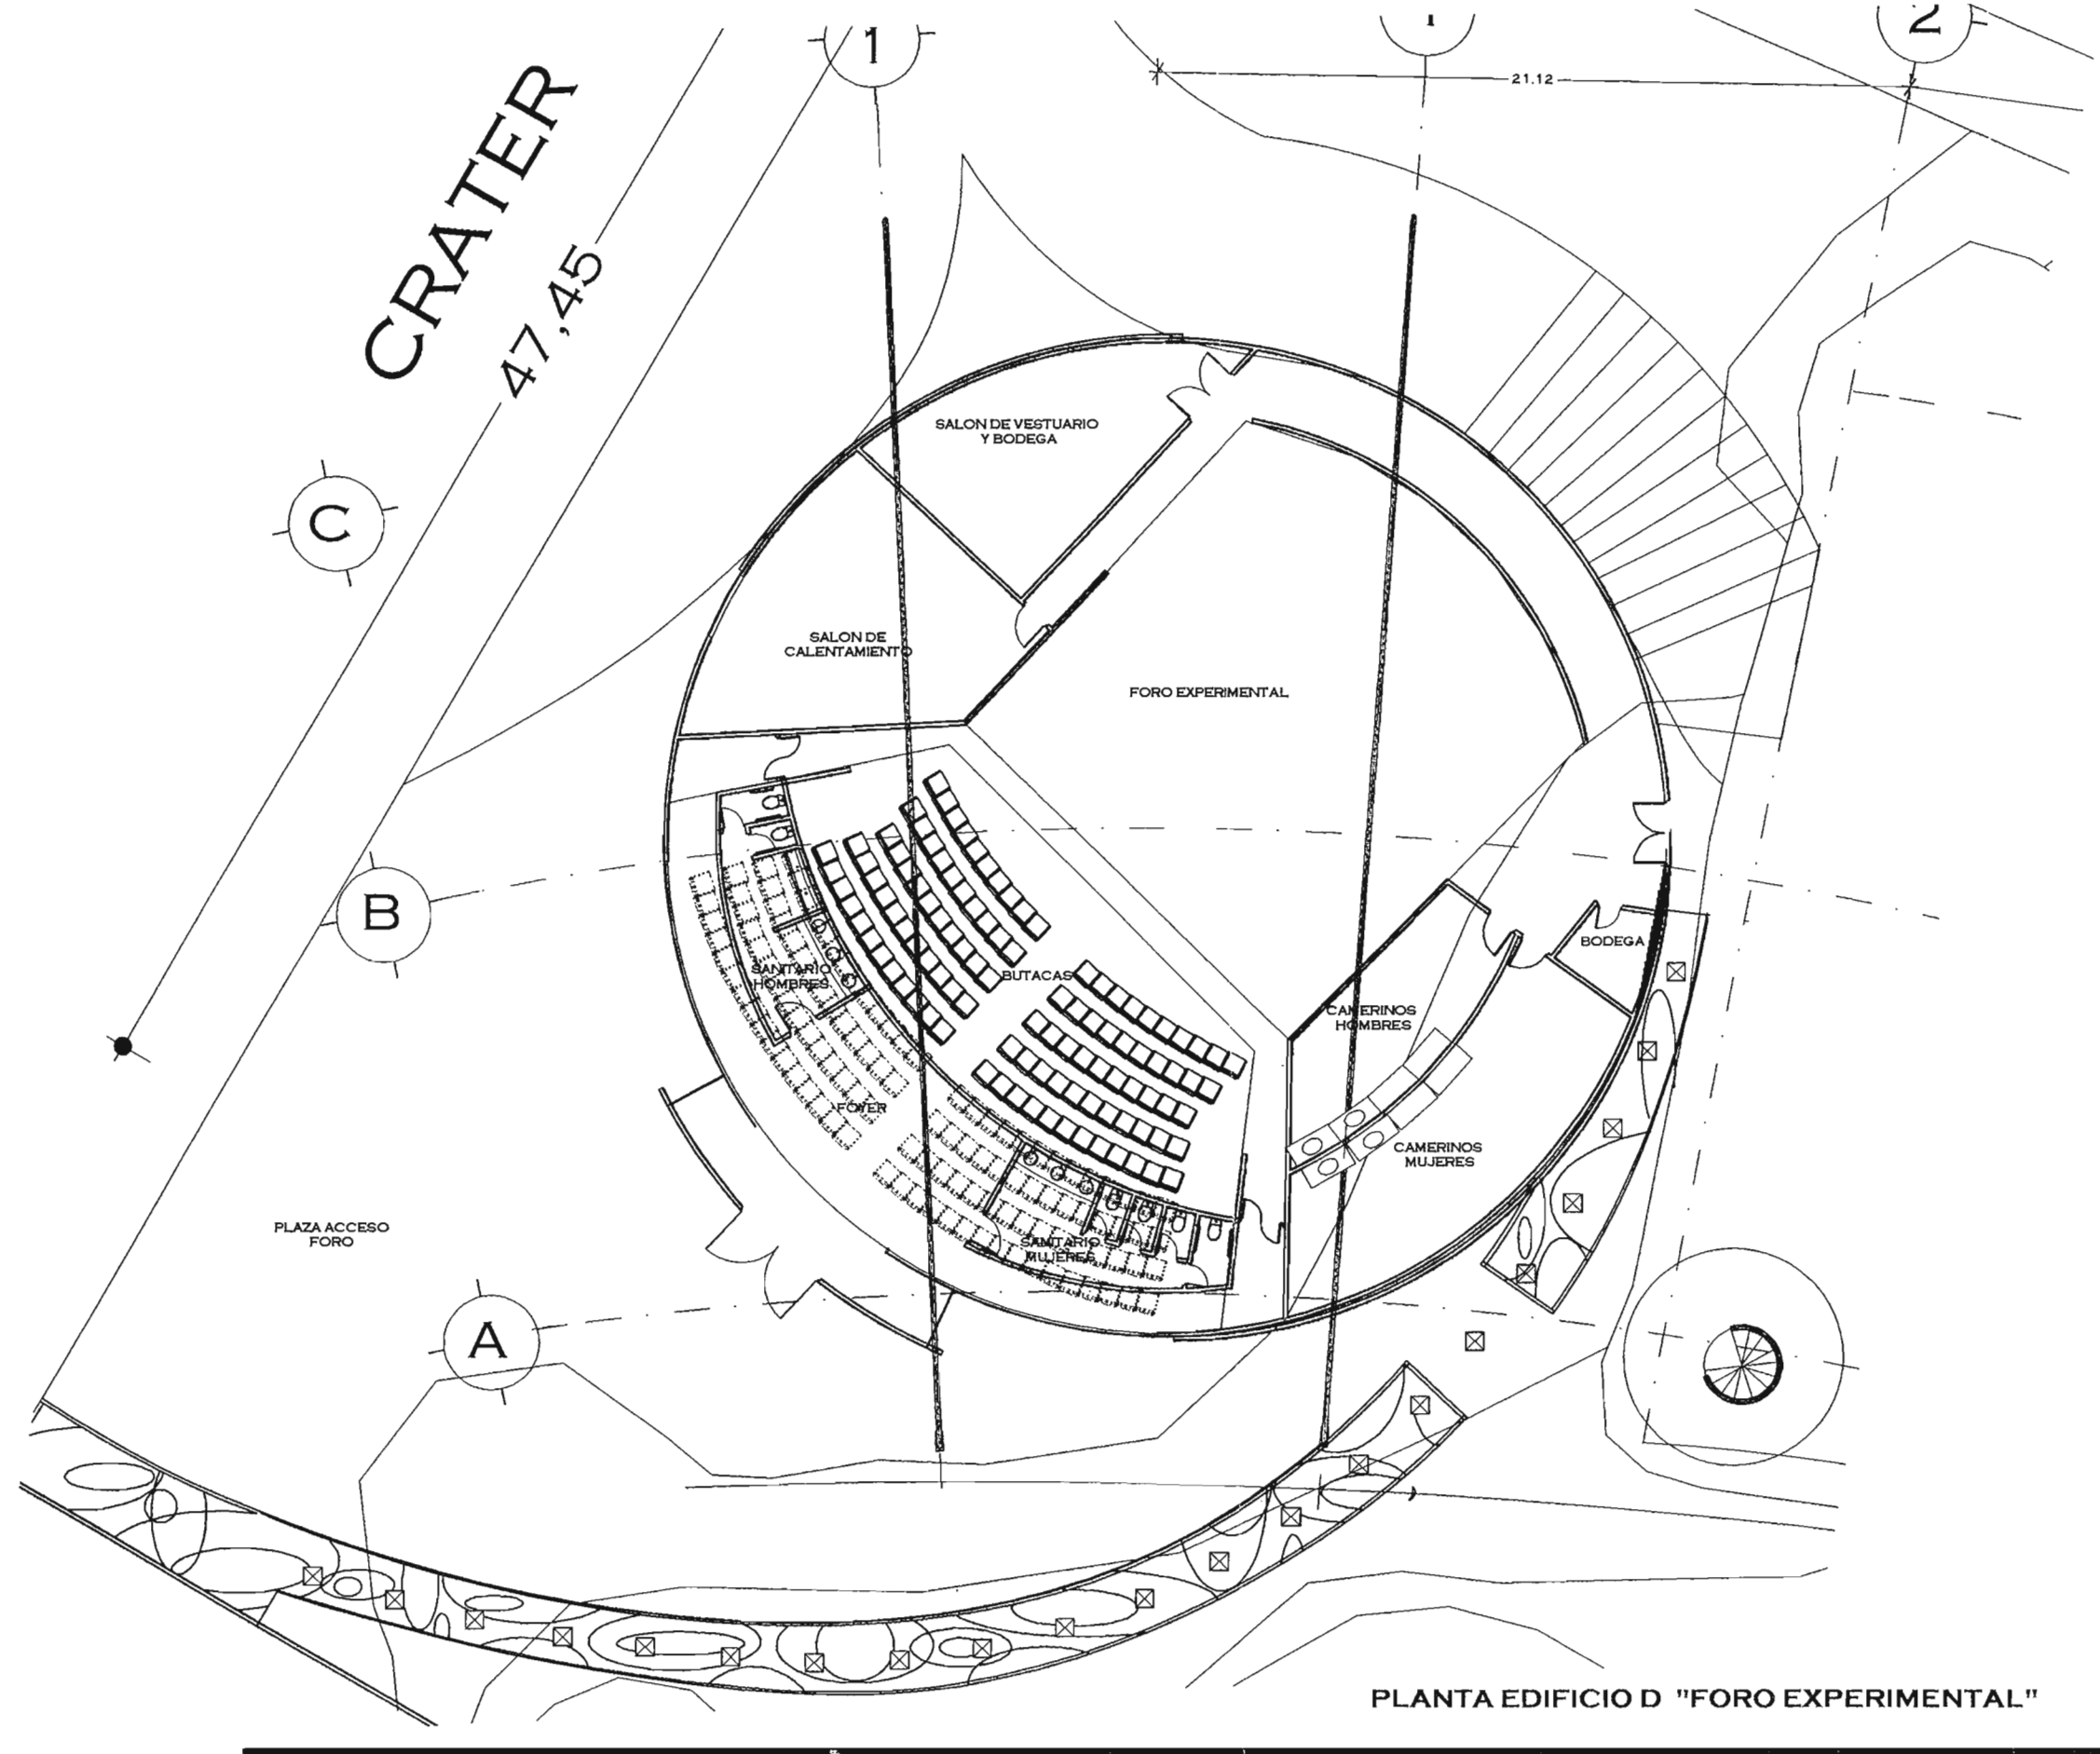 1
1
2
21.12
CRATER
47,45
SALON DE VESTUARIO
Y BODEGA
C
SALON DE
CALENTAMIENTO
FORO EXPERIMENTAL
B
BODEGA
SANITARIO
HOMBRES
BUTACAS
CAMERINOS
HOMBRES
FOYER
CAMERINOS
MUJERES
PLAZA ACCESO
FORO
SANITARIO
MUJERES
A
PLANTA EDIFICIO D "FORO EXPERIMENTAL"